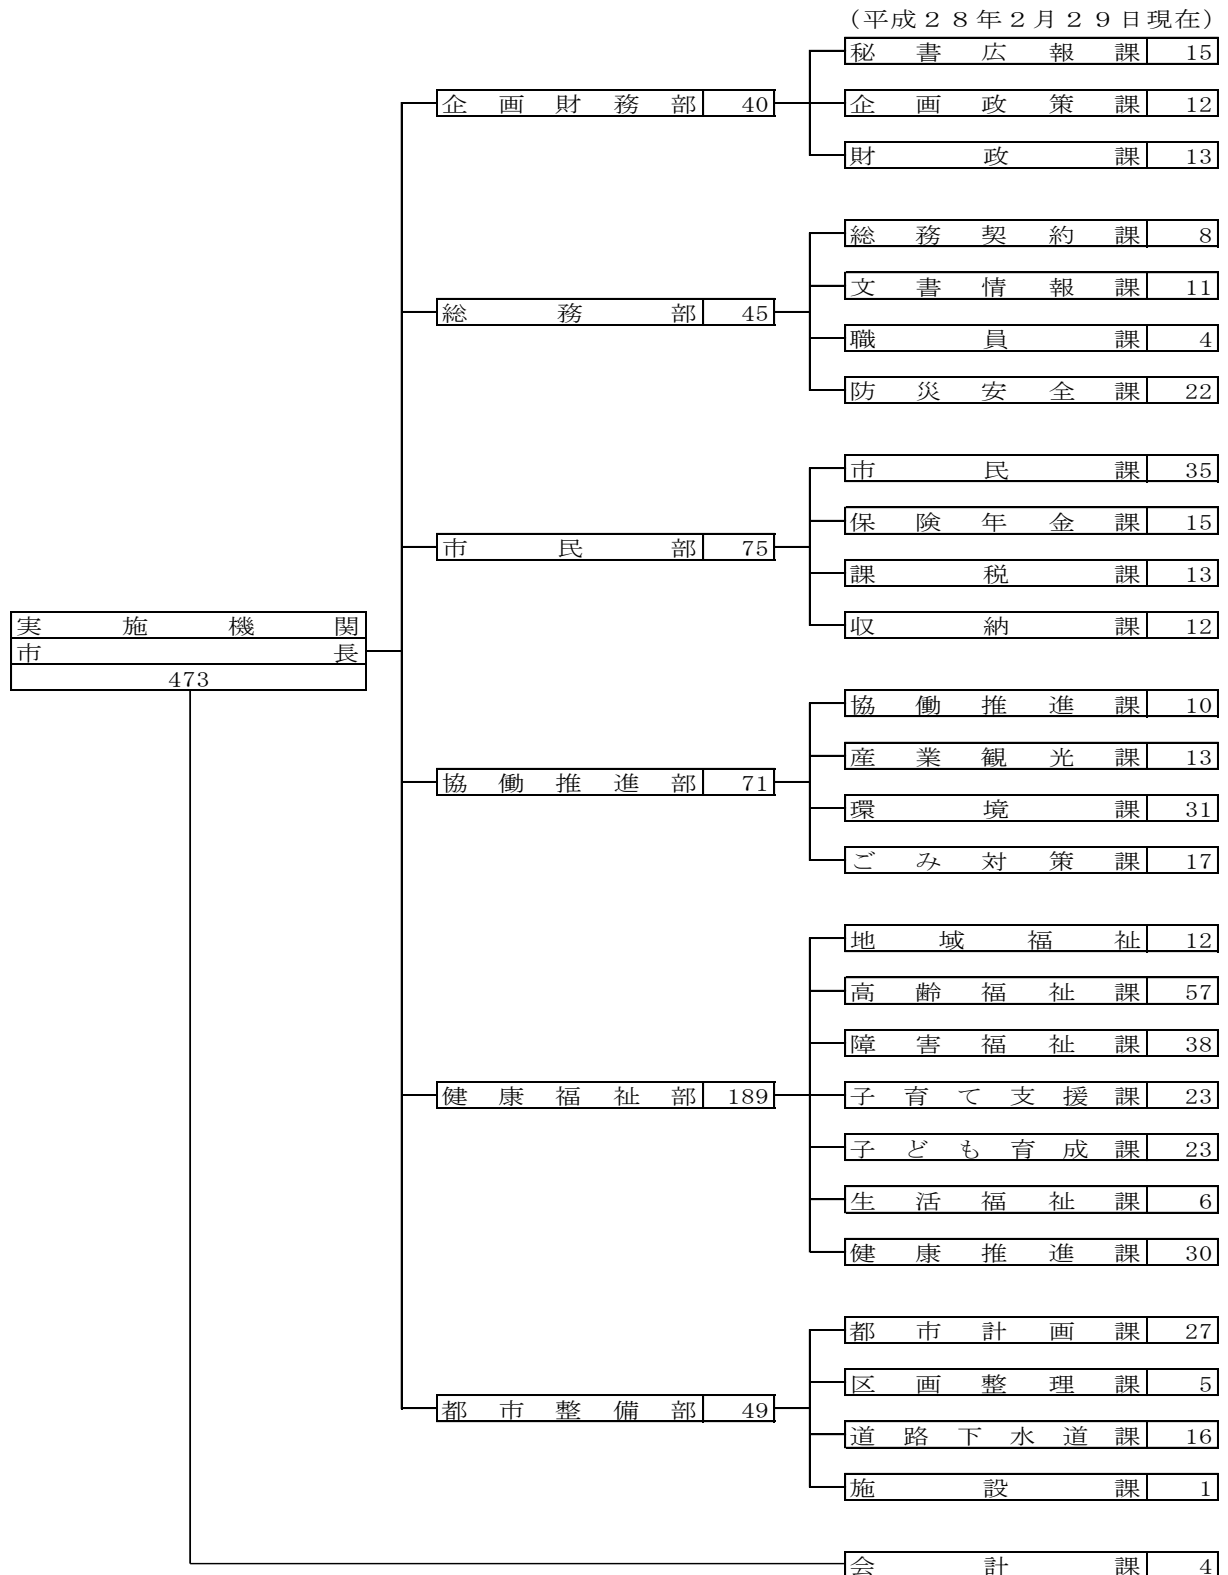 （平成２８年２月２９日現在）
秘書広報課 15
企画財務部 40
企画政策課 12
財政課 13
総務契約課 8
文書情報課 11
総務部 45
職員課 4
防災安全課 22
市民課 35
保険年金課 15
市民部 75
課税課 13
収納課 12
実施機関
市長
473
協働推進課 10
産業観光課 13
協働推進部 71
環境課 31
ごみ対策課 17
地域福祉 12
高齢福祉課 57
障害福祉課 38
健康福祉部 189
子育て支援課 23
子ども育成課 23
生活福祉課 6
健康推進課 30
都市計画課 27
区画整理課 5
都市整備部 49
道路下水道課 16
施設課 1
会計課 4